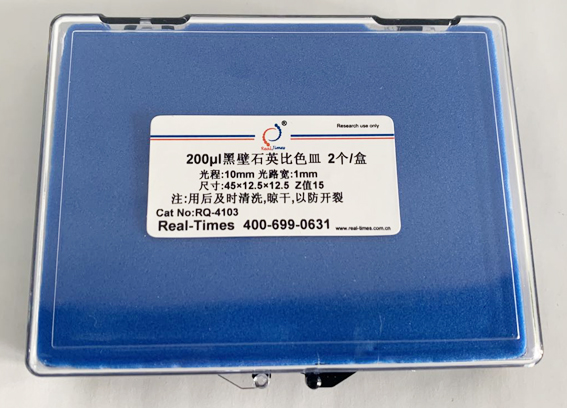 ®
Real-Times
Research use only
200μl黑壁石英比色皿 2个/盒
光程:10mm 光路宽:1mm
尺寸:45×12.5×12.5 Z值15
注:用后及时清洗,晾干,以防开裂
Cat No:RQ-4103
Real-Times 400-699-0631 www.real-times.com.cn